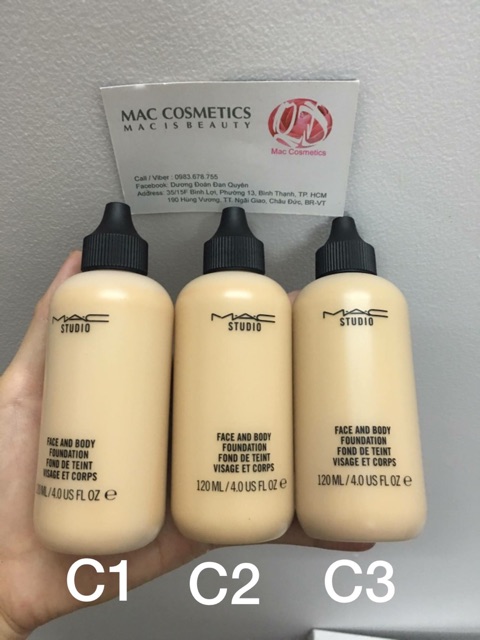 MAC COSMETICS
MAC IS BEAUTY
QD
Mac Cosmetics
Call / Viber : 0983.678.755
Facebook: Dương Đoàn Đan Quyên
Address: 35/15F Bình Lợi, Phường 13, Bình Thạnh, TP. HCM
190 Hùng Vương, TT. Ngãi Giao, Châu Đức, BR-VT
MAC
STUDIO
FACE AND BODY
FOUNDATION
FOND DE TEINT
VISAGE ET CORPS
ML / 4.0 US FL OZ ℮
MAC
STUDIO
FACE AND BODY
FOUNDATION
FOND DE TEINT
VISAGE ET CORPS
120 ML / 4.0 US FL OZ ℮
MAC
STUDIO
FACE AND BODY
FOUNDATION
FOND DE TEINT
VISAGE ET CORPS
120 ML / 4.0 US FL OZ ℮
C1 C2 C3